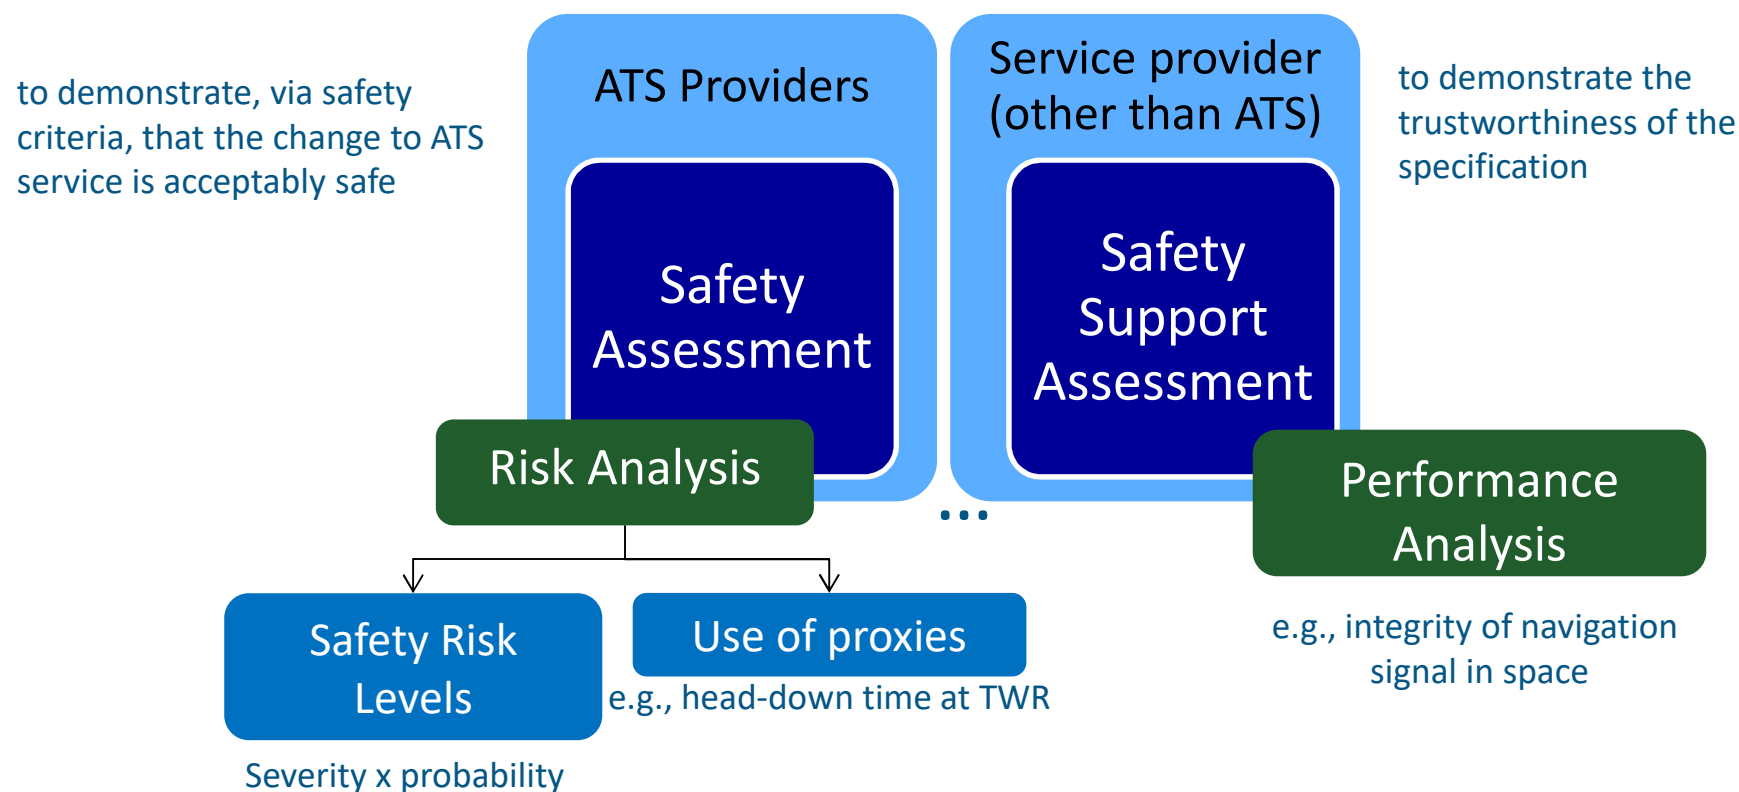 to demonstrate, via safety
criteria, that the change to ATS
service is acceptably safe
ATS Providers
Safety
Assessment
Risk Analysis
Safety Risk
Levels
Severity x probability
Use of proxies
e.g., head-down time at TWR
...
Service provider
(other than ATS)
Safety
Support
Assessment
to demonstrate the
trustworthiness of the
specification
Performance
Analysis
e.g., integrity of navigation
signal in space